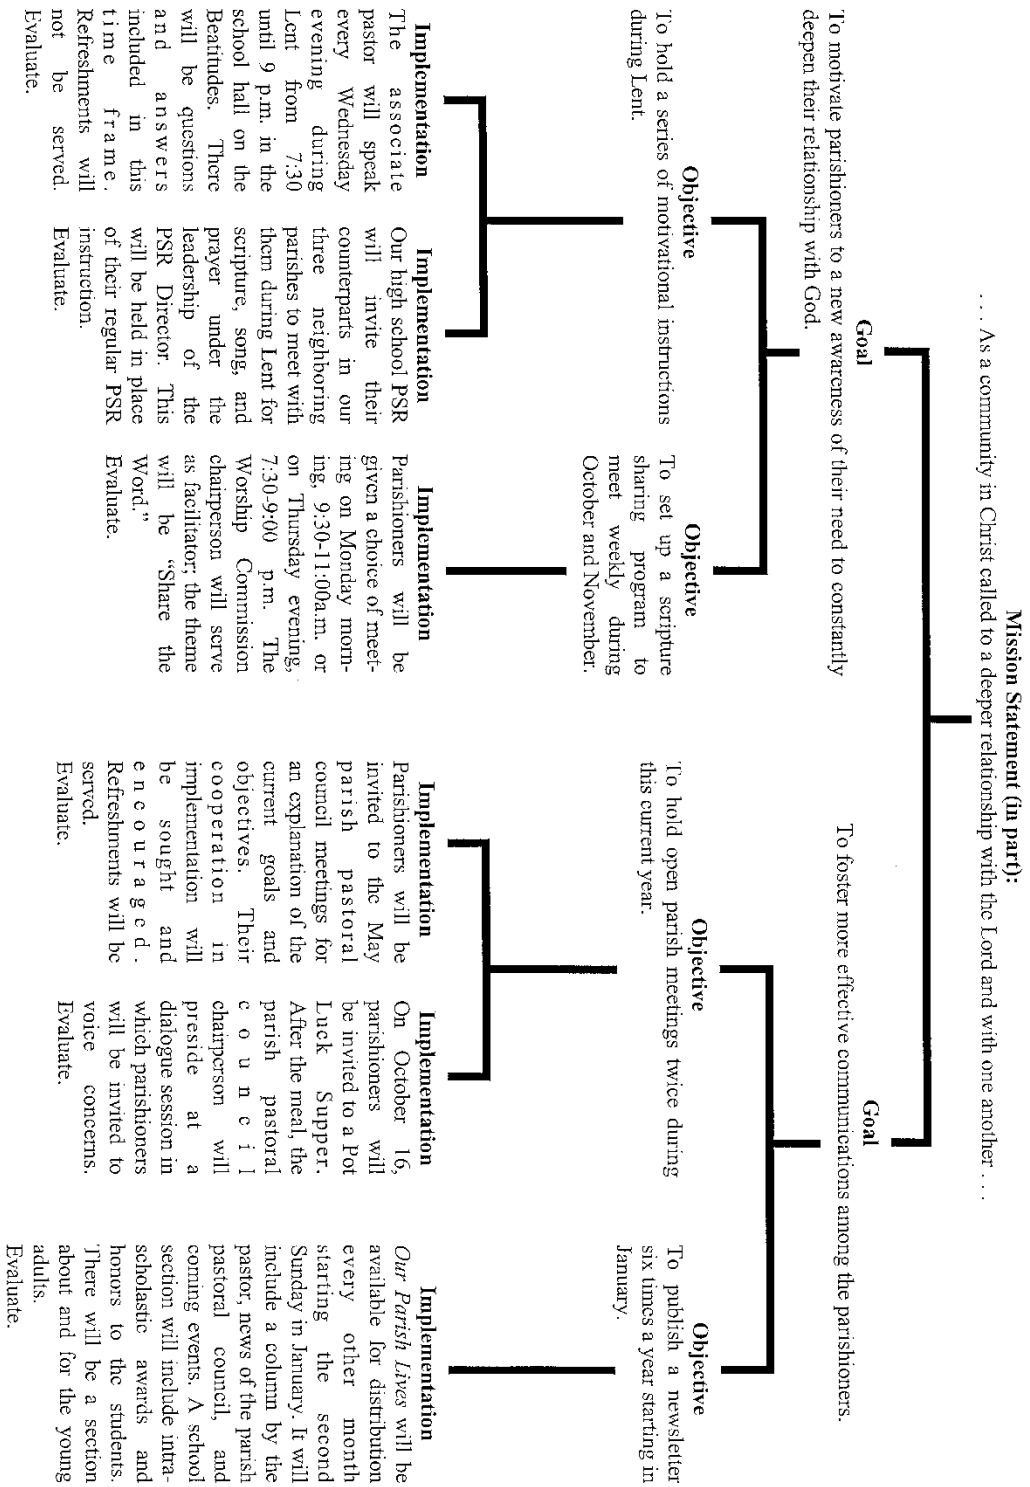 Mission Statement (in part):
. . . As a community in Christ called to a deeper relationship with the Lord and with one another . . .
Goal
To motivate parishioners to a new awareness of their need to constantly
deepen their relationship with God.
Goal
To foster more effective communications among the parishioners.
Objective
To hold a series of motivational instructions
during Lent.
Objective
To set up a scripture
sharing program to
meet weekly during
October and November.
Objective
To hold open parish meetings twice during
this current year.
Objective
To publish a newsletter
six times a year starting in
January.
Implementation
The associate
pastor will speak
every Wednesday
evening during
Lent from 7:30
until 9 p.m. in the
school hall on the
Beatitudes. There
will be questions
and answers
included in this
time frame.
Refreshments will
not be served.
Evaluate.
Implementation
Our high school PSR
will invite their
counterparts in our
three neighboring
parishes to meet with
them during Lent for
scripture, song, and
prayer under the
leadership of the
PSR Director. This
will be held in place
of their regular PSR
instruction.
Evaluate.
Implementation
Parishioners will be
given a choice of meet-
ing on Monday morn-
ing, 9:30-11:00a.m. or
on Thursday evening,
7:30-9:00 p.m. The
Worship Commission
chairperson will serve
as facilitator; the theme
will be “Share the
Word.”
Evaluate.
Implementation
Parishioners will be
invited to the May
parish pastoral
council meetings for
an explanation of the
current goals and
objectives. Their
cooperation in
implementation will
be sought and
encouraged.
Refreshments will be
served.
Evaluate.
Implementation
On October 16,
parishioners will
be invited to a Pot
Luck Supper.
After the meal, the
parish pastoral
council
chairperson will
preside at a
dialogue session in
which parishioners
will be invited to
voice concerns.
Evaluate.
Implementation
Our Parish Lives will be
available for distribution
every other month
starting the second
Sunday in January. It will
include a column by the
pastor, news of the parish
pastoral council, and
coming events. A school
section will include intra-
scholastic awards and
honors to the students.
There will be a section
about and for the young
adults.
Evaluate.